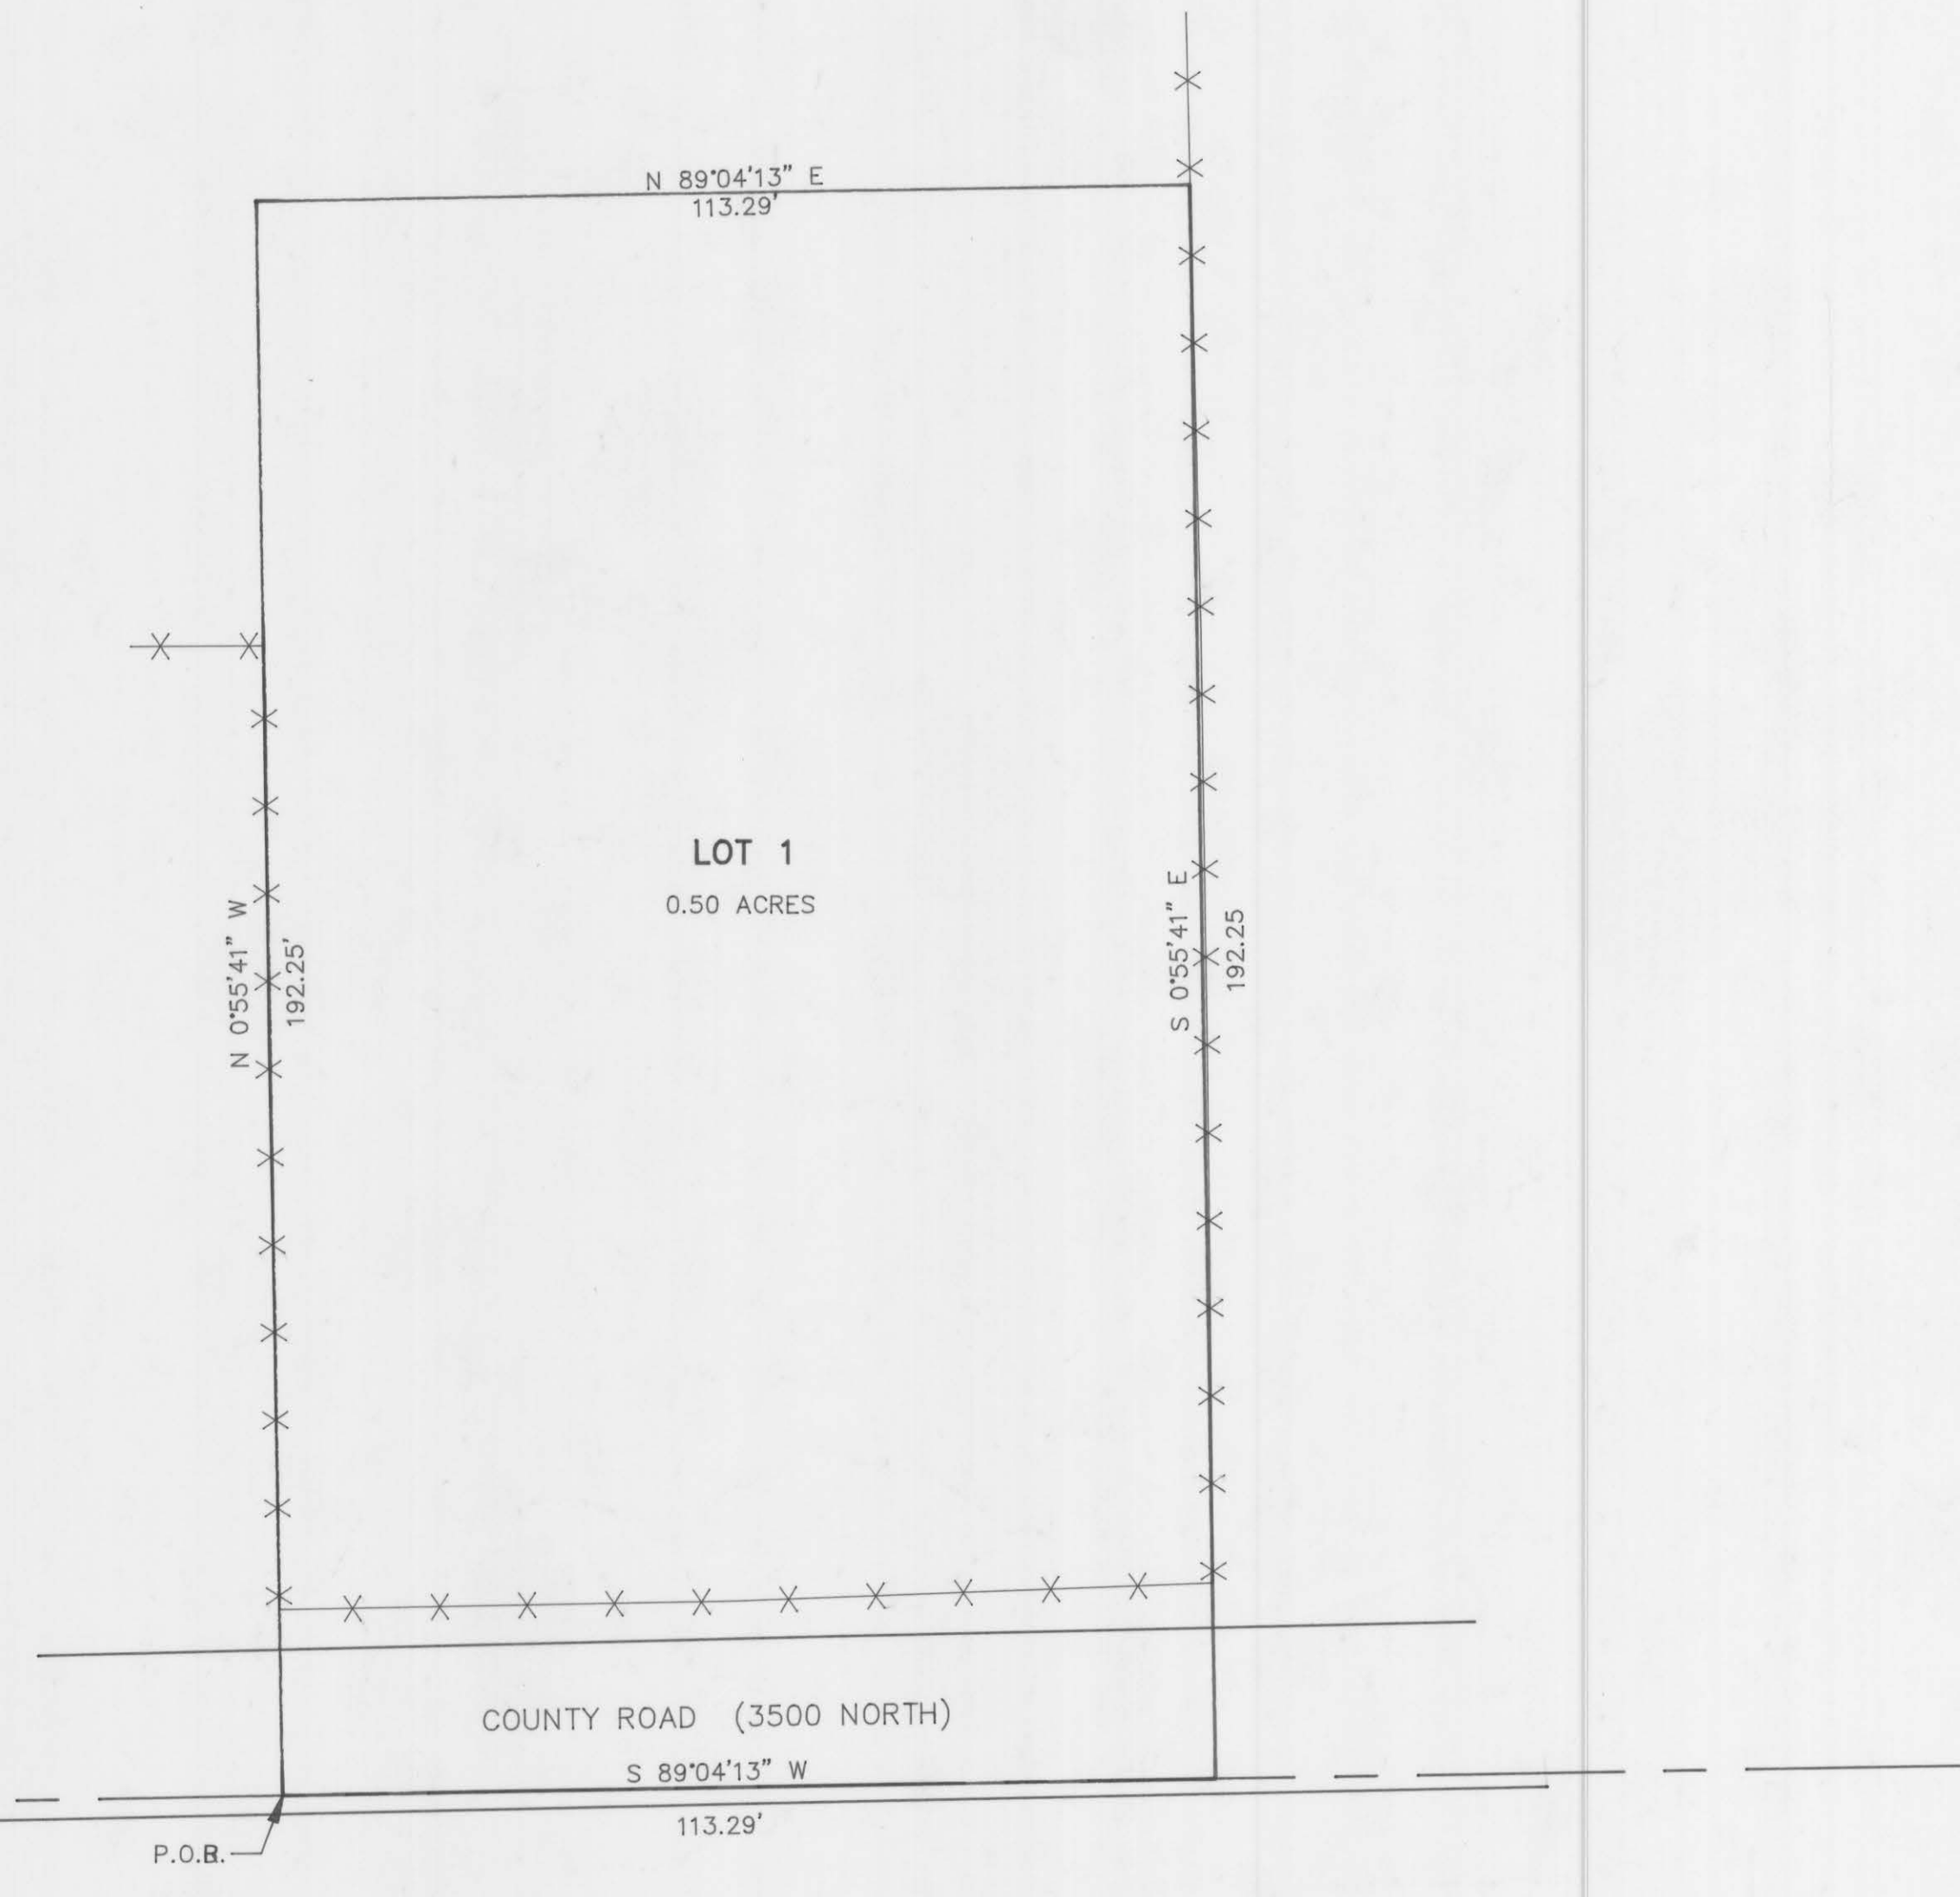 N 89°04'13" E
113.29'
LOT 1
0.50 ACRES
N 0°55'41" W
192.25'
S 0°55'41" E
192.25
COUNTY ROAD (3500 NORTH)
S 89°04'13" W
113.29'
P.O.B.